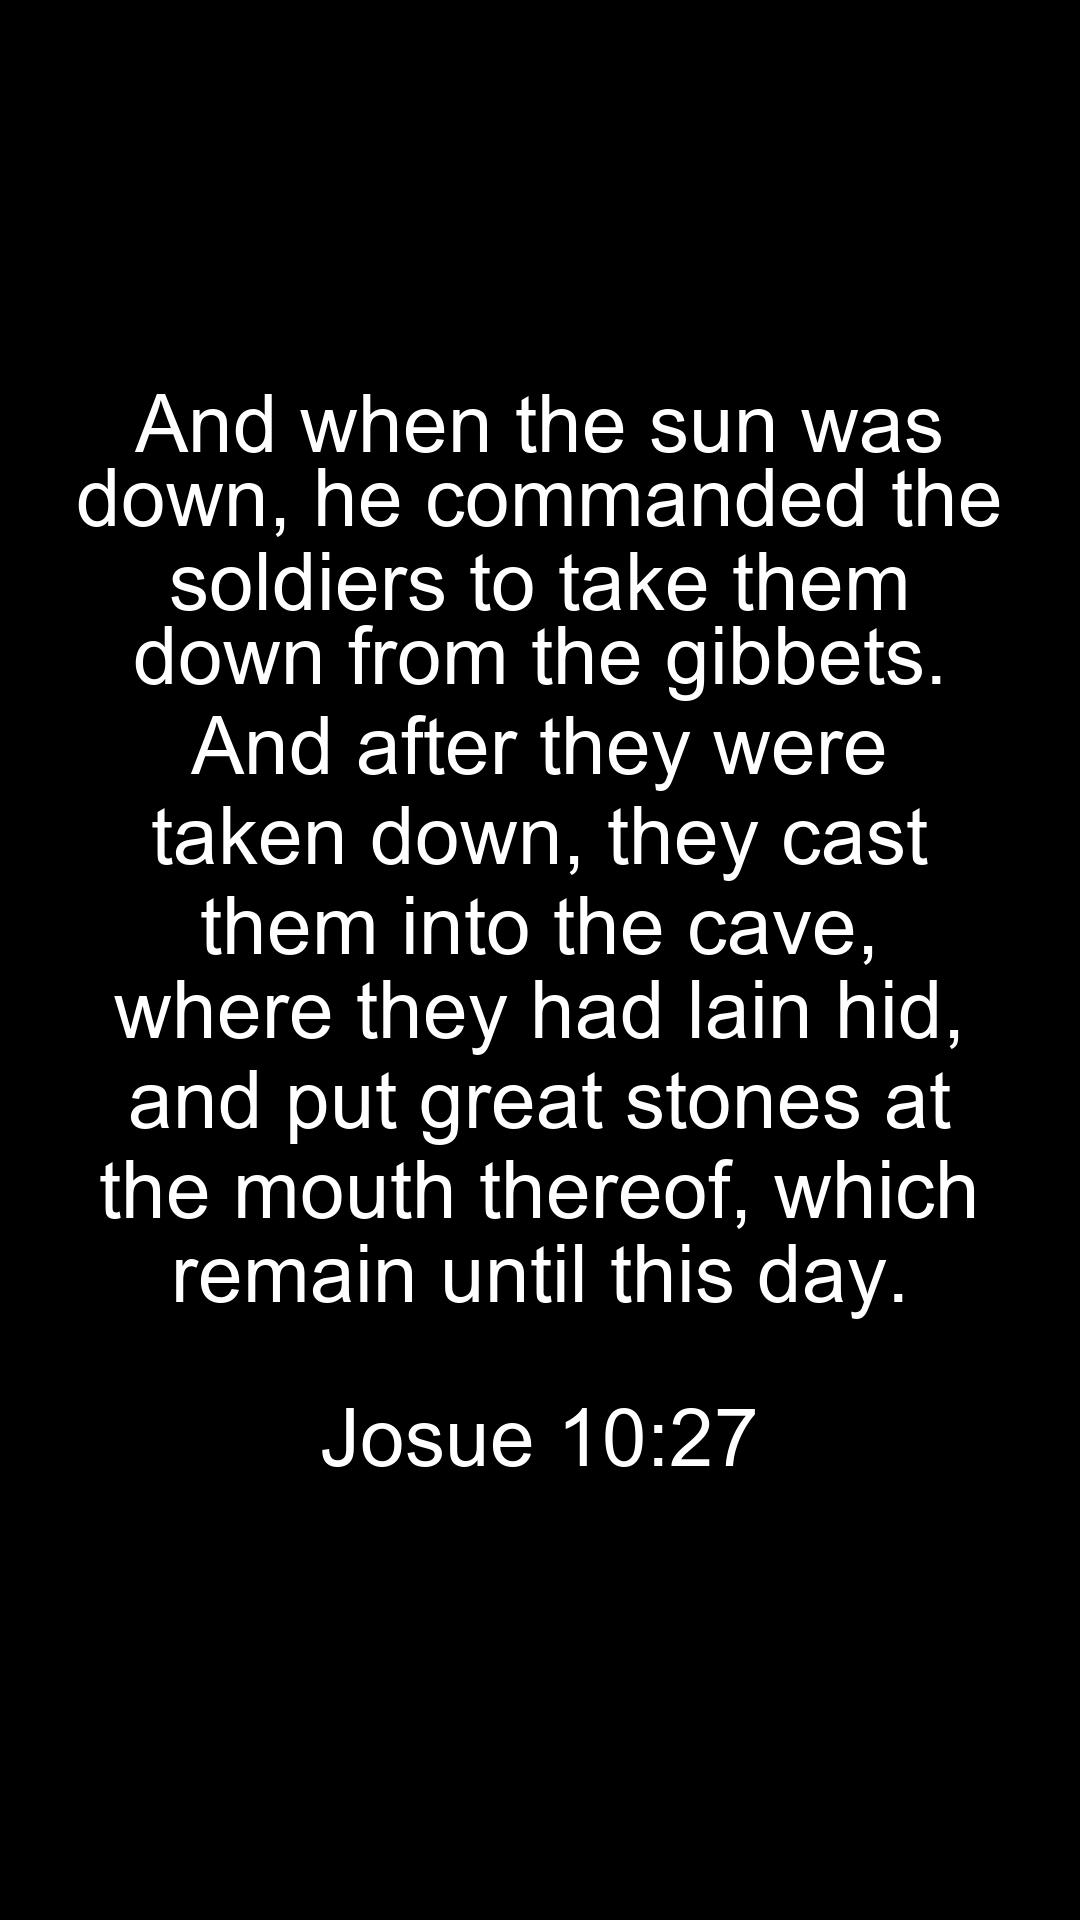 And when the sun was
down, he commanded the
soldiers to take them
down from the gibbets.
And after they were
taken down, they cast
them into the cave,
where they had lain hid,
and put great stones at
the mouth thereof, which
remain until this day.
Josue 10:27